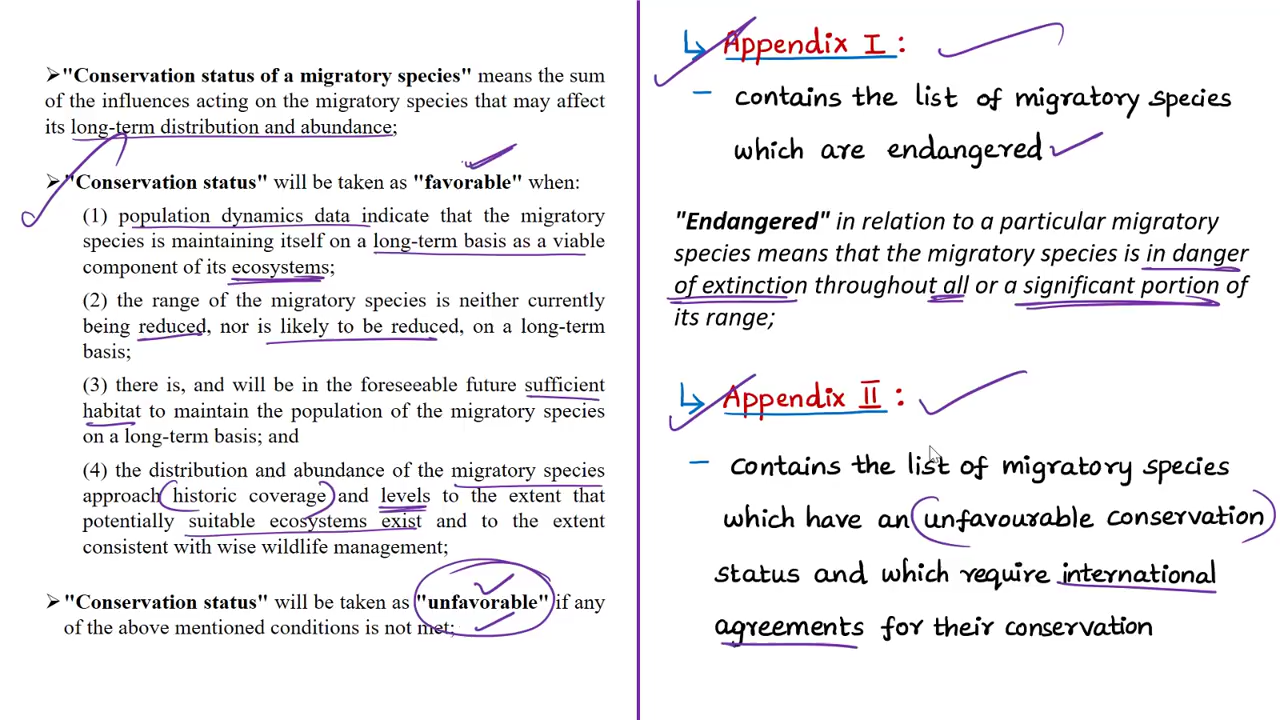 ➢"Conservation status of a migratory species" means the sum
of the influences acting on the migratory species that may affect
its long-term distribution and abundance;
➢"Conservation status" will be taken as "favorable" when:
(1) population dynamics data indicate that the migratory
species is maintaining itself on a long-term basis as a viable
component of its ecosystems;
(2) the range of the migratory species is neither currently
being reduced, nor is likely to be reduced, on a long-term
basis;
(3) there is, and will be in the foreseeable future sufficient
habitat to maintain the population of the migratory species
on a long-term basis; and
(4) the distribution and abundance of the migratory species
approach historic coverage and levels to the extent that
potentially suitable ecosystems exist and to the extent
consistent with wise wildlife management;
➢"Conservation status" will be taken as "unfavorable" if any
of the above mentioned conditions is not met;
↳ Appendix I :
– contains the list of migratory species
which are endangered
"Endangered" in relation to a particular migratory
species means that the migratory species is in danger
of extinction throughout all or a significant portion of
its range;
↳ Appendix II :
– contains the list of migratory species
which have an unfavourable conservation
status and which require international
agreements for their conservation